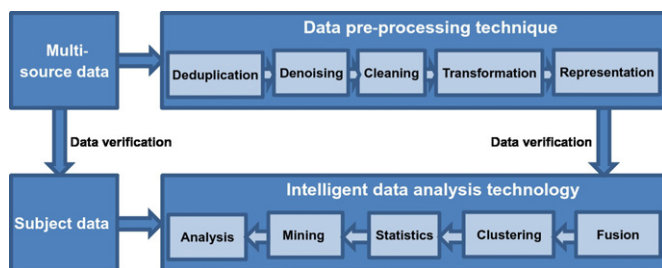 Multi-
source data
Data pre-processing technique
Deduplication
Denoising
Cleaning
Transformation
Representation
Data verification
Data verification
Subject data
Intelligent data analysis technology
Analysis
Mining
Statistics
Clustering
Fusion